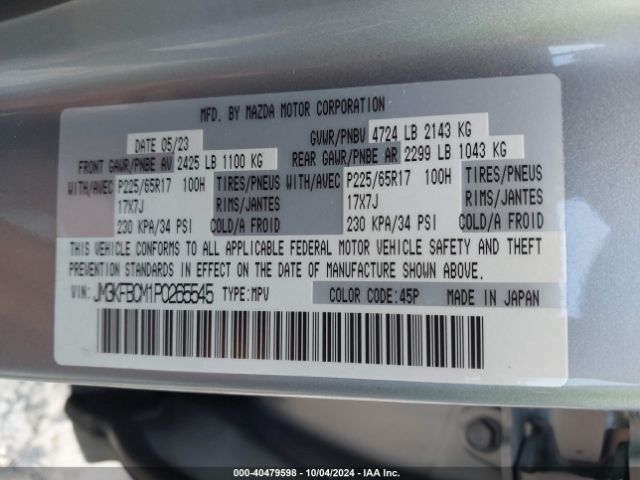 MFD. BY MAZDA MOTOR CORPORATION
DATE 05/23 GVWR/PNBV 4724 LB 2143 KG
FRONT GAWR/PNBE AV 2425 LB 1100 KG REAR GAWR/PNBE AR 2299 LB 1043 KG
WITH/AVEC P225/65R17 100H TIRES/PNEUS WITH/AVEC P225/65R17 100H TIRES/PNEUS
17X7J RIMS/JANTES 17X7J RIMS/JANTES
230 KPA/34 PSI COLD/A FROID 230 KPA/34 PSI COLD/A FROID
THIS VEHICLE CONFORMS TO ALL APPLICABLE FEDERAL MOTOR VEHICLE SAFETY AND THEFT
PREVENTION STANDARDS IN EFFECT ON THE DATE OF MANUFACTURE SHOWN ABOVE.
VIN: JM3KFBCM1P0265545 TYPE:MPV COLOR CODE:45P MADE IN JAPAN
000-40479598 - 10/04/2024 - IAA Inc.